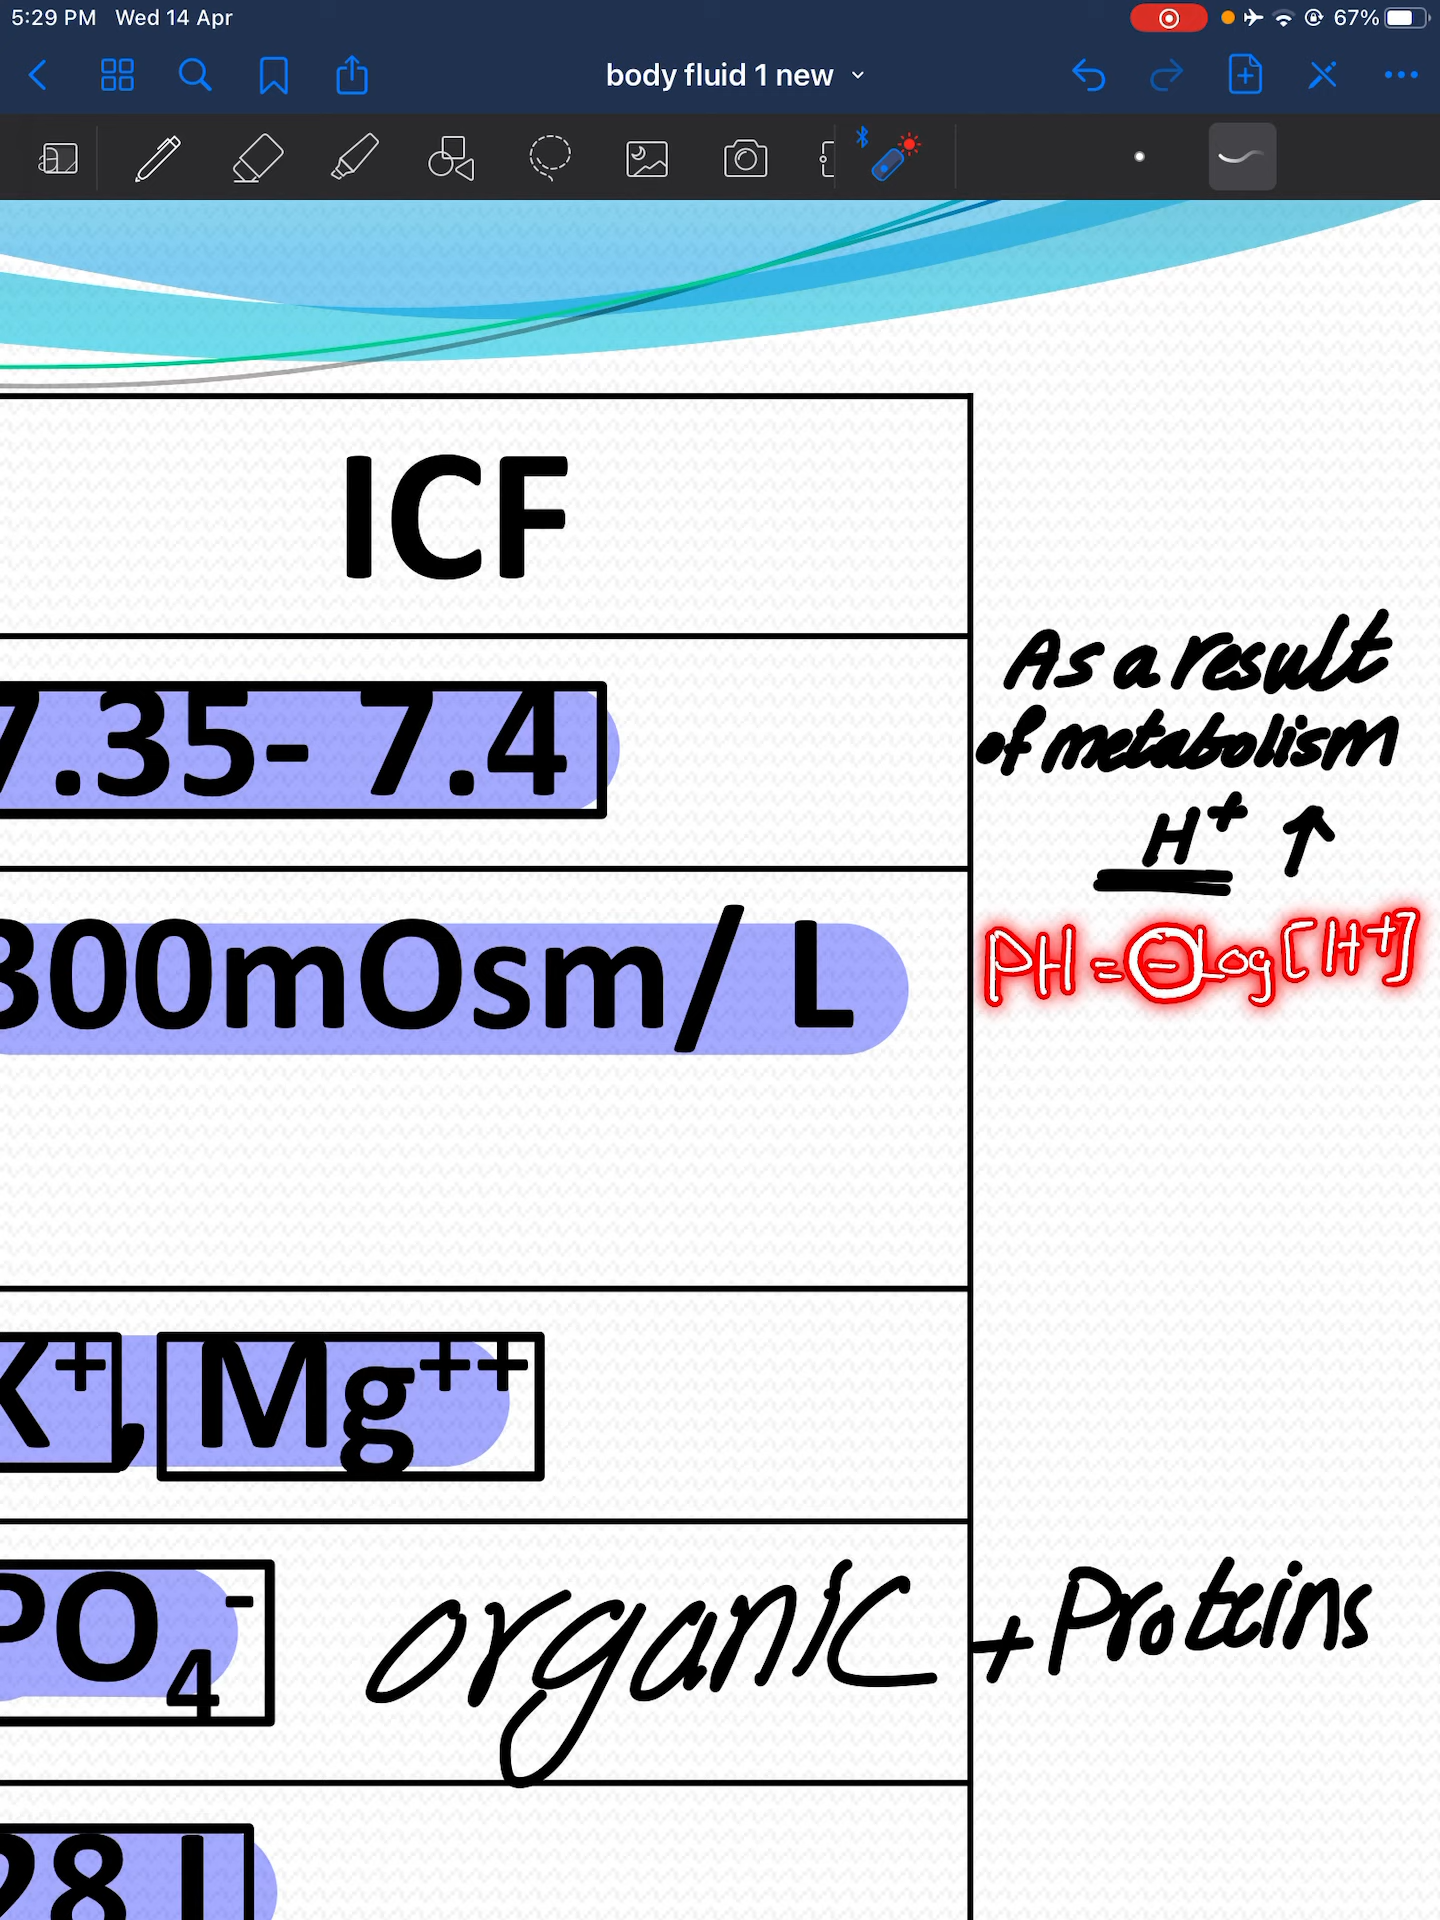 5:29 PM Wed 14 Apr
67%
body fluid 1 new
ICF
7.35- 7.4
As a result
of metabolism
H+ ↑
PH = -Log [H+]
300mOsm/ L
K+, Mg++
PO4-
organic + Proteins
28 L